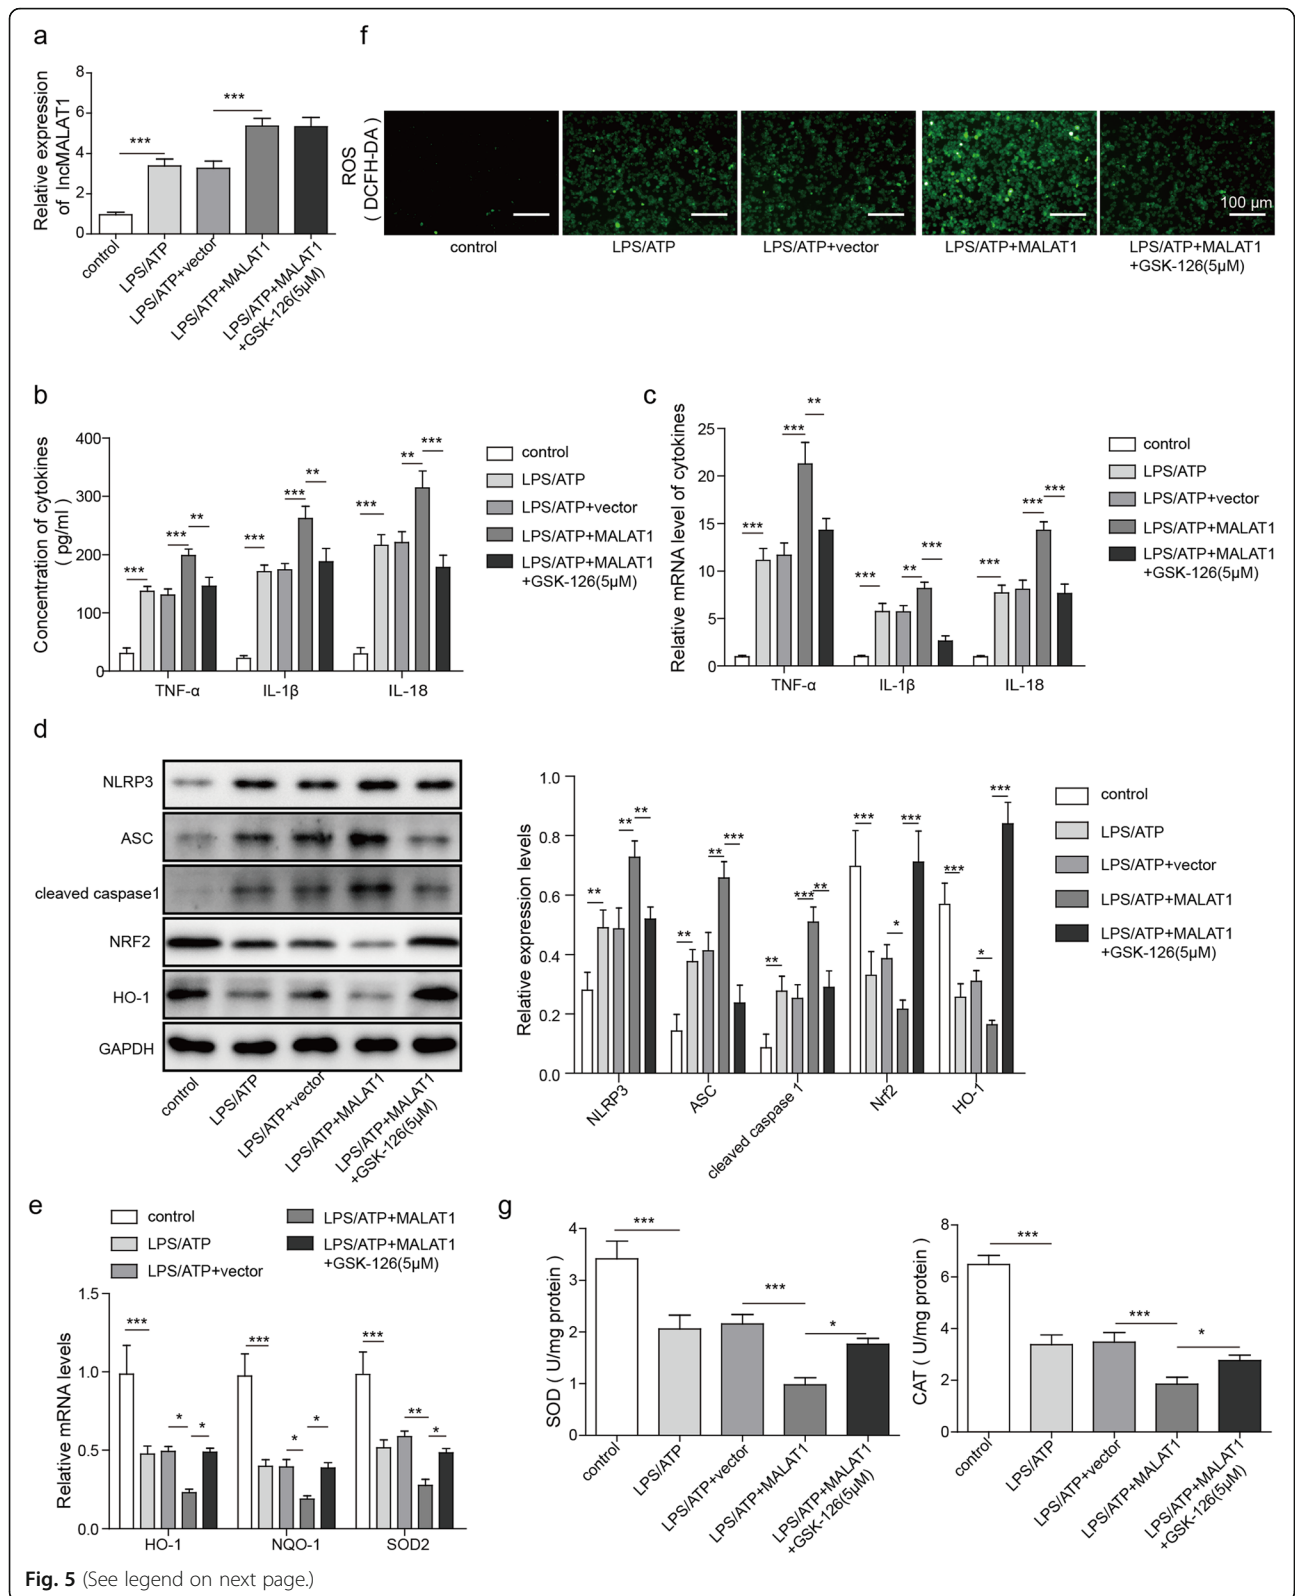 a
Relative expression
of lncMALAT1
8
6
4
2
0
***
***
control
LPS/ATP
LPS/ATP+vector
LPS/ATP+MALAT1
LPS/ATP+MALAT1
+GSK-126(5μM)
f
ROS
( DCFH-DA )
100 μm
control
LPS/ATP
LPS/ATP+vector
LPS/ATP+MALAT1
LPS/ATP+MALAT1
+GSK-126(5μM)
b
Concentration of cytokines
( pg/ml )
400
300
200
100
0
***
***
**
***
***
**
***
**
***
TNF-α
IL-1β
IL-18
control
LPS/ATP
LPS/ATP+vector
LPS/ATP+MALAT1
LPS/ATP+MALAT1
+GSK-126(5μM)
c
Relative mRNA level of cytokines
25
20
15
10
5
0
***
***
**
***
**
***
***
***
***
TNF-α
IL-1β
IL-18
control
LPS/ATP
LPS/ATP+vector
LPS/ATP+MALAT1
LPS/ATP+MALAT1
+GSK-126(5μM)
d
NLRP3
ASC
cleaved caspase1
NRF2
HO-1
GAPDH
control
LPS/ATP
LPS/ATP+vector
LPS/ATP+MALAT1
LPS/ATP+MALAT1
+GSK-126(5μM)
Relative expression levels
1.0
0.8
0.6
0.4
0.2
0.0
**
**
**
**
**
***
**
***
**
***
*
***
***
*
***
NLRP3
ASC
cleaved caspase 1
Nrf2
HO-1
control
LPS/ATP
LPS/ATP+vector
LPS/ATP+MALAT1
LPS/ATP+MALAT1
+GSK-126(5μM)
e
control
LPS/ATP
LPS/ATP+vector
LPS/ATP+MALAT1
LPS/ATP+MALAT1
+GSK-126(5μM)
Relative mRNA levels
1.5
1.0
0.5
0.0
***
*
*
***
*
*
***
**
*
HO-1
NQO-1
SOD2
g
SOD ( U/mg protein )
4
3
2
1
0
***
***
*
control
LPS/ATP
LPS/ATP+vector
LPS/ATP+MALAT1
LPS/ATP+MALAT1
+GSK-126(5μM)
CAT ( U/mg protein )
8
6
4
2
0
***
***
*
control
LPS/ATP
LPS/ATP+vector
LPS/ATP+MALAT1
LPS/ATP+MALAT1
+GSK-126(5μM)
Fig. 5 (See legend on next page.)